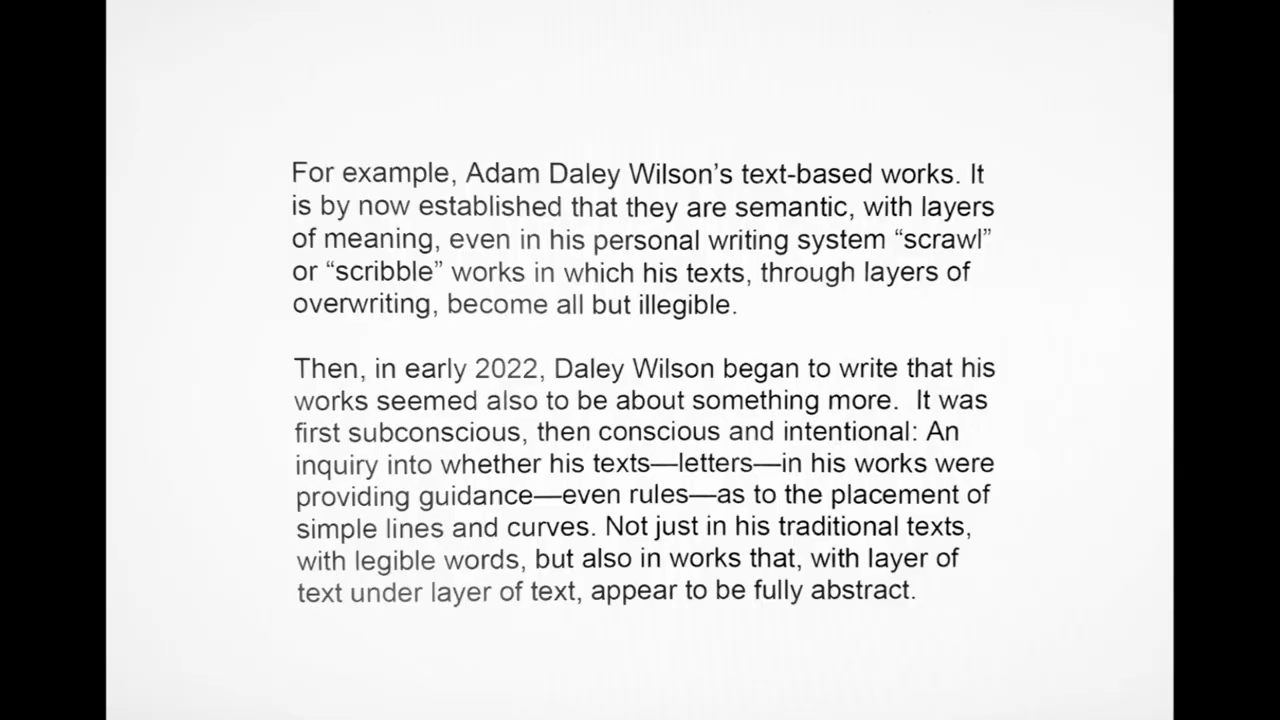 For example, Adam Daley Wilson’s text-based works. It
is by now established that they are semantic, with layers
of meaning, even in his personal writing system “scrawl”
or “scribble” works in which his texts, through layers of
overwriting, become all but illegible.
Then, in early 2022, Daley Wilson began to write that his
works seemed also to be about something more.  It was
first subconscious, then conscious and intentional: An
inquiry into whether his texts—letters—in his works were
providing guidance—even rules—as to the placement of
simple lines and curves. Not just in his traditional texts,
with legible words, but also in works that, with layer of
text under layer of text, appear to be fully abstract.